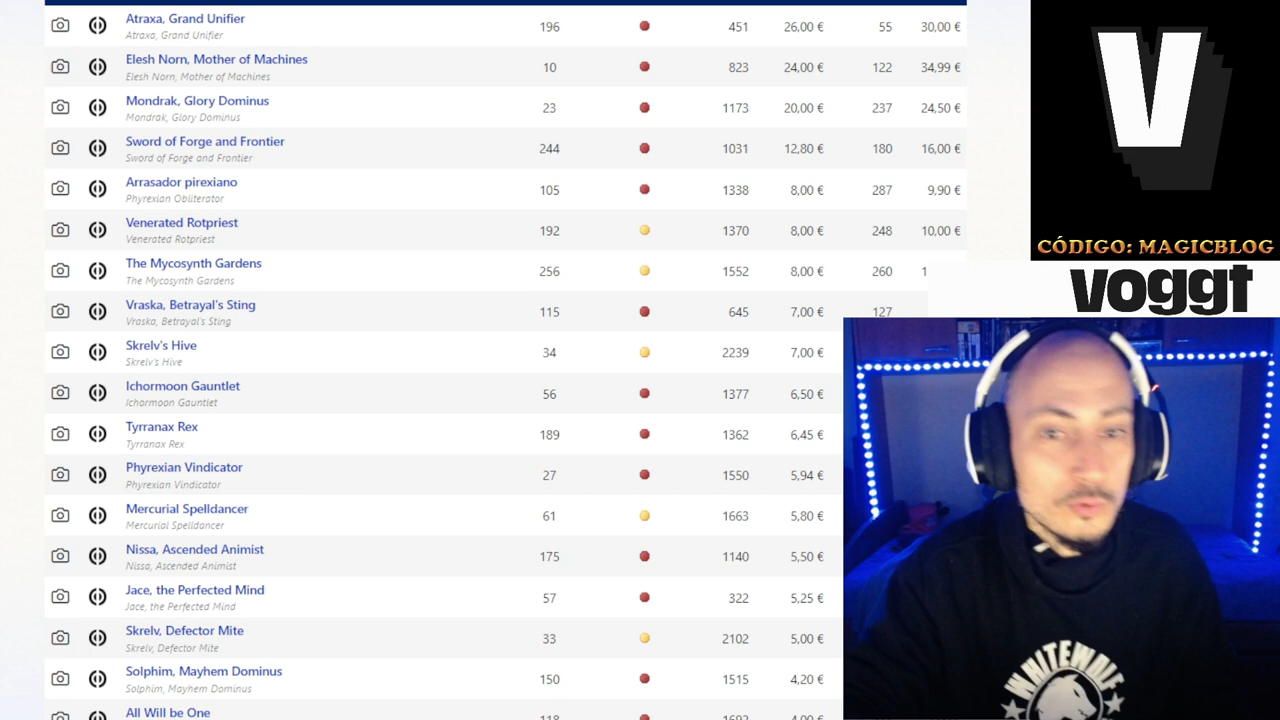 Atraxa, Grand Unifier 196 451 26,00 € 55 30,00 €
Atraxa, Grand Unifier
Elesh Norn, Mother of Machines 10 823 24,00 € 122 34,99 €
Elesh Norn, Mother of Machines
Mondrak, Glory Dominus 23 1173 20,00 € 237 24,50 €
Mondrak, Glory Dominus
Sword of Forge and Frontier 244 1031 12,80 € 180 16,00 €
Sword of Forge and Frontier
Arrasador pirexiano 105 1338 8,00 € 287 9,90 €
Phyrexian Obliterator
Venerated Rotpriest 192 1370 8,00 € 248 10,00 €
Venerated Rotpriest
The Mycosynth Gardens 256 1552 8,00 € 260
The Mycosynth Gardens
Vraska, Betrayal's Sting 115 645 7,00 € 127
Vraska, Betrayal's Sting
Skrelv's Hive 34 2239 7,00 €
Skrelv's Hive
Ichormoon Gauntlet 56 1377 6,50 €
Ichormoon Gauntlet
Tyrranax Rex 189 1362 6,45 €
Tyrranax Rex
Phyrexian Vindicator 27 1550 5,94 €
Phyrexian Vindicator
Mercurial Spelldancer 61 1663 5,80 €
Mercurial Spelldancer
Nissa, Ascended Animist 175 1140 5,50 €
Nissa, Ascended Animist
Jace, the Perfected Mind 57 322 5,25 €
Jace, the Perfected Mind
Skrelv, Defector Mite 33 2102 5,00 €
Skrelv, Defector Mite
Solphim, Mayhem Dominus 150 1515 4,20 €
Solphim, Mayhem Dominus
All Will be One
V
CÓDIGO: MAGICBLOG
voggt
WHITEWOLF